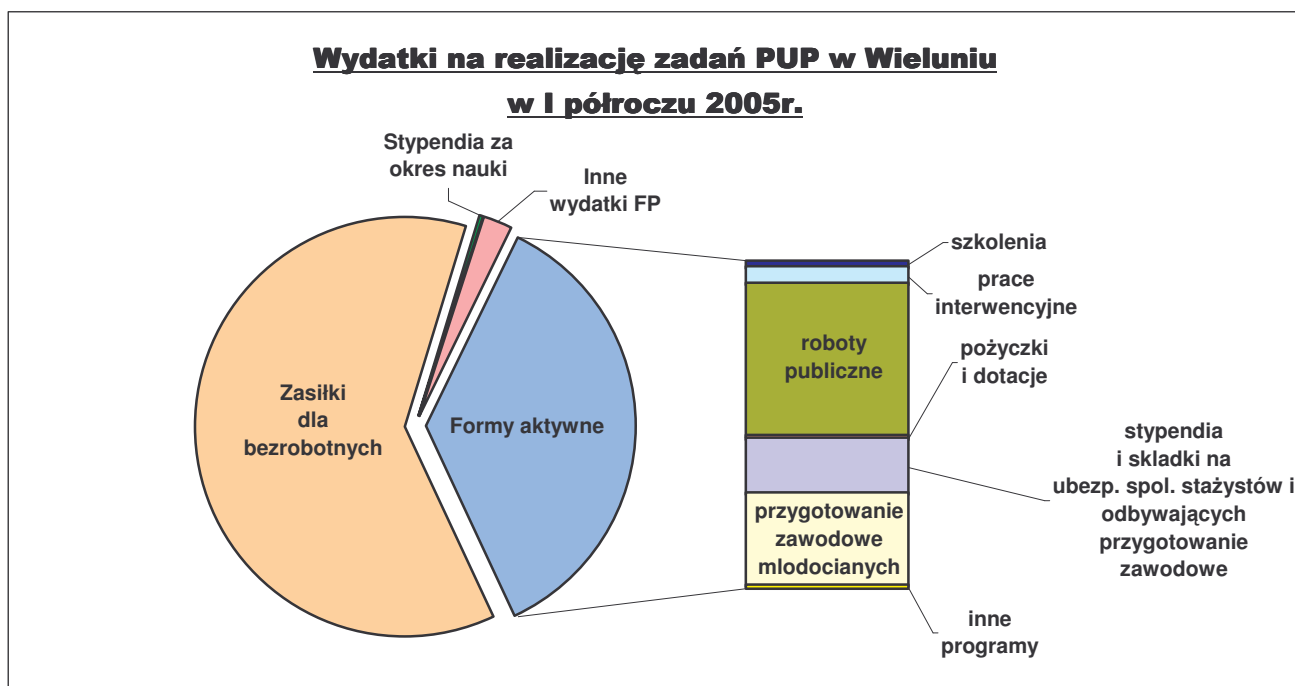 Wydatki na realizację zadań PUP w Wieluniu
w I półroczu 2005r.
Stypendia za
okres nauki
Inne
wydatki FP
Zasiłki
dla
bezrobotnych
Formy aktywne
szkolenia
prace
interwencyjne
roboty
publiczne
pożyczki
i dotacje
stypendia
i skladki na
ubezp. spol. stażystów i
odbywających
przygotowanie
zawodowe
przygotowanie
zawodowe
mlodocianych
inne
programy